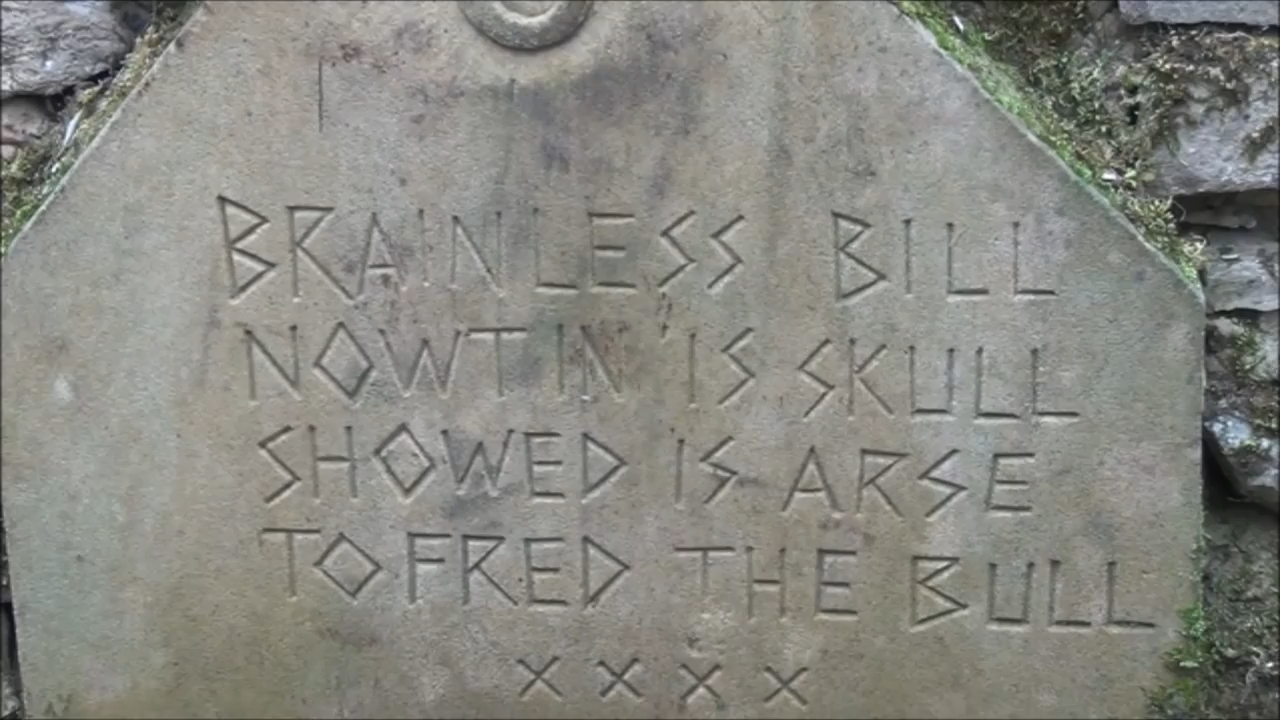 BRAINLESS BILL
NOWT IN 'IS SKULL
SHOWED 'IS ARSE
TO FRED THE BULL
XXXX